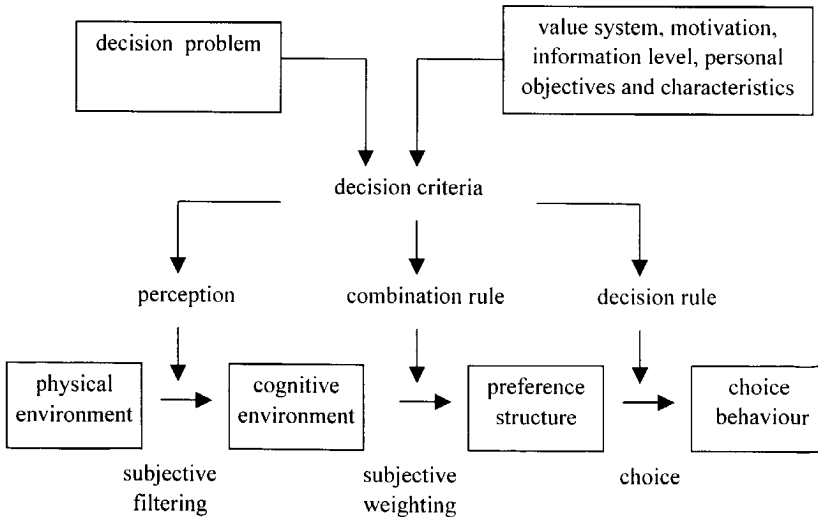 decision problem
value system, motivation,
information level, personal
objectives and characteristics
decision criteria
perception
combination rule
decision rule
physical
environment
cognitive
environment
preference
structure
choice
behaviour
subjective
filtering
subjective
weighting
choice